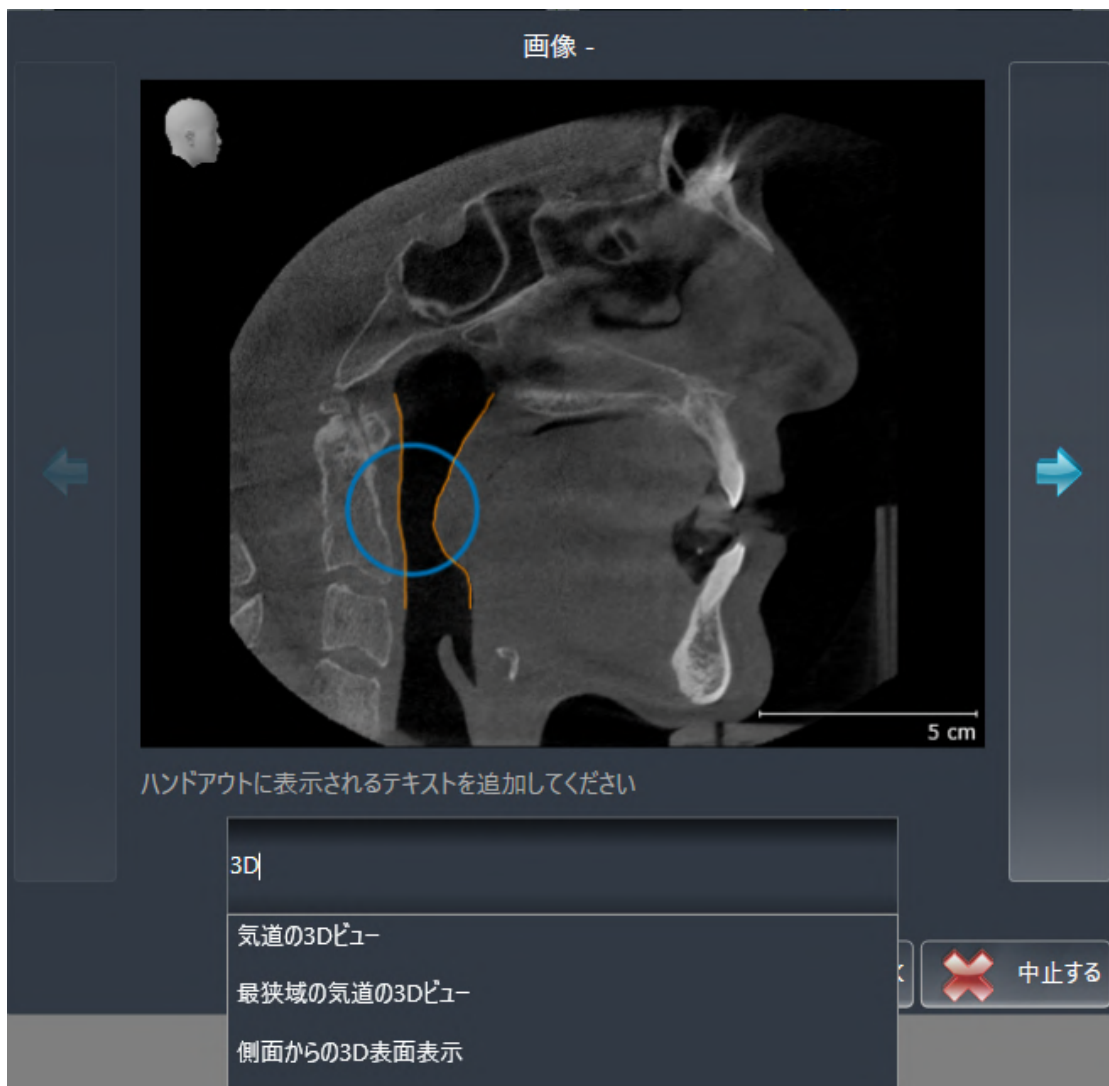 画像 -
5 cm
ハンドアウトに表示されるテキストを追加してください
3D
気道の3Dビュー
最狭域の気道の3Dビュー
側面からの3D表面表示
中止する